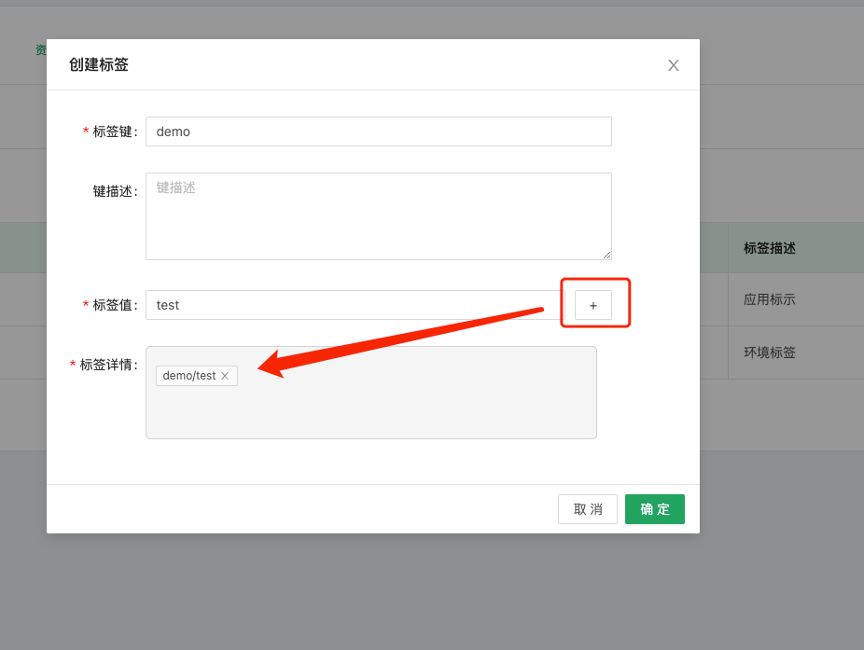 资
创建标签
* 标签键:
demo
键描述:
键描述
* 标签值:
test
+
* 标签详情:
demo/test
取消
确定
标签描述
应用标示
环境标签